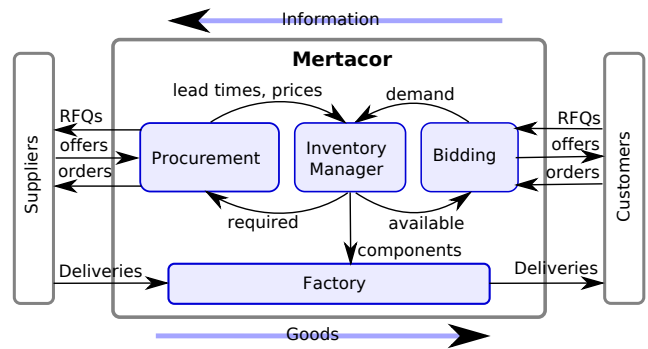 Information
Mertacor
lead times, prices
demand
RFQs
offers
orders
Suppliers
Procurement
Inventory
Manager
Bidding
RFQs
offers
orders
Customers
required
available
components
Deliveries
Factory
Deliveries
Goods